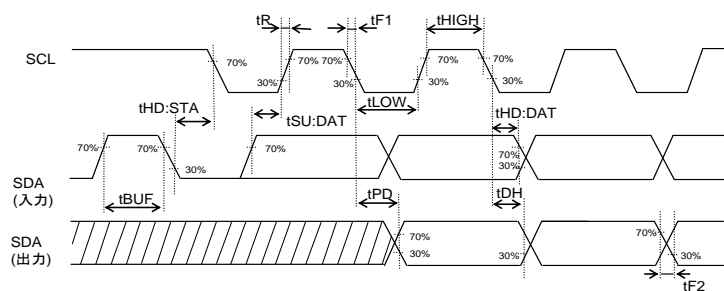 tR tF1 tHIGH
SCL 70% 70% 70% 70% 70%
30% 30% 30%
tHD:STA tLOW tHD:DAT
tSU:DAT
70% 70% 70% 70%
30% 30%
SDA
(入力)
tBUF tPD tDH
SDA
(出力)
70% 70%
30% 30% 30%
tF2